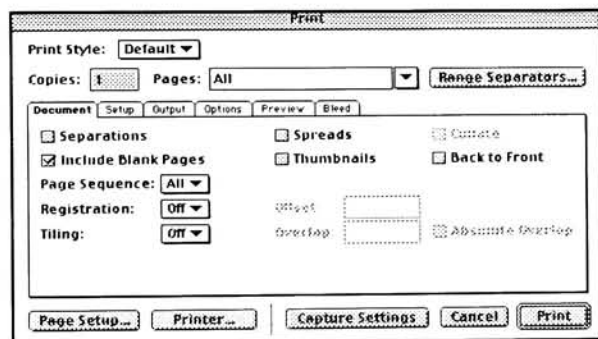 Print
Print Style: Default
Copies: 1 Pages: All Range Separators...
Document Setup Output Options Preview Bleed
Separations Spreads Collate
Include Blank Pages Thumbnails Back to Front
Page Sequence: All
Registration: Off Offset
Tiling: Off Overlap Absolute Overlap
Page Setup... Printer... Capture Settings Cancel Print